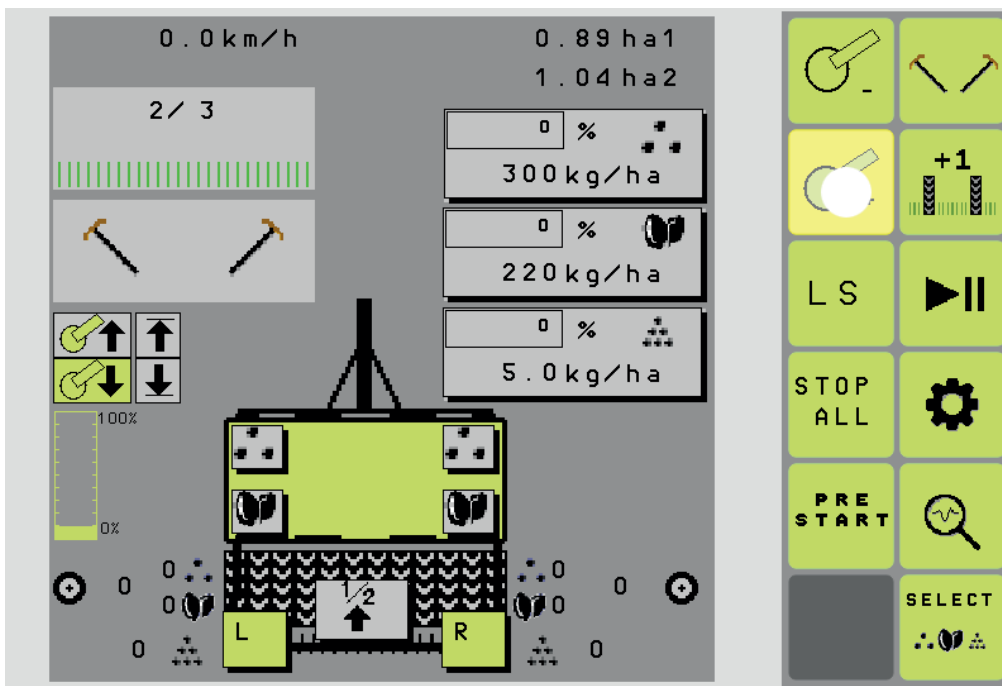 0.0km/h
0.89ha1
1.04ha2
2/ 3
0 %
300kg/ha
0 %
220kg/ha
0 %
5.0kg/ha
100%
0%
0
0
0
0
1/2
L
R
0
0
0
0
-
+1
LS
STOP
ALL
PRE
START
SELECT